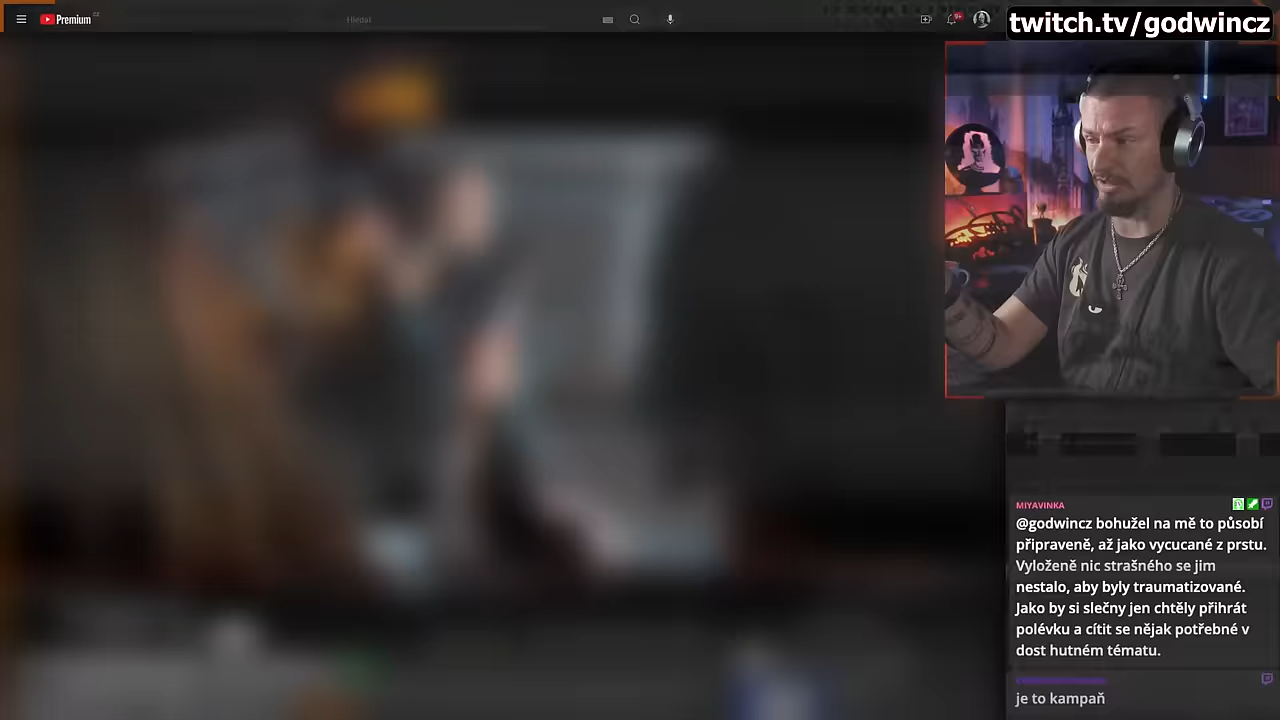 Premium CZ
Hledat
9+
twitch.tv/godwincz
MIYAVINKA
@godwincz bohužel na mě to působí
připraveně, až jako vycucané z prstu.
Vyloženě nic strašného se jim
nestalo, aby byly traumatizované.
Jako by si slečny jen chtěly přihrát
polévku a cítit se nějak potřebné v
dost hutném tématu.
je to kampaň